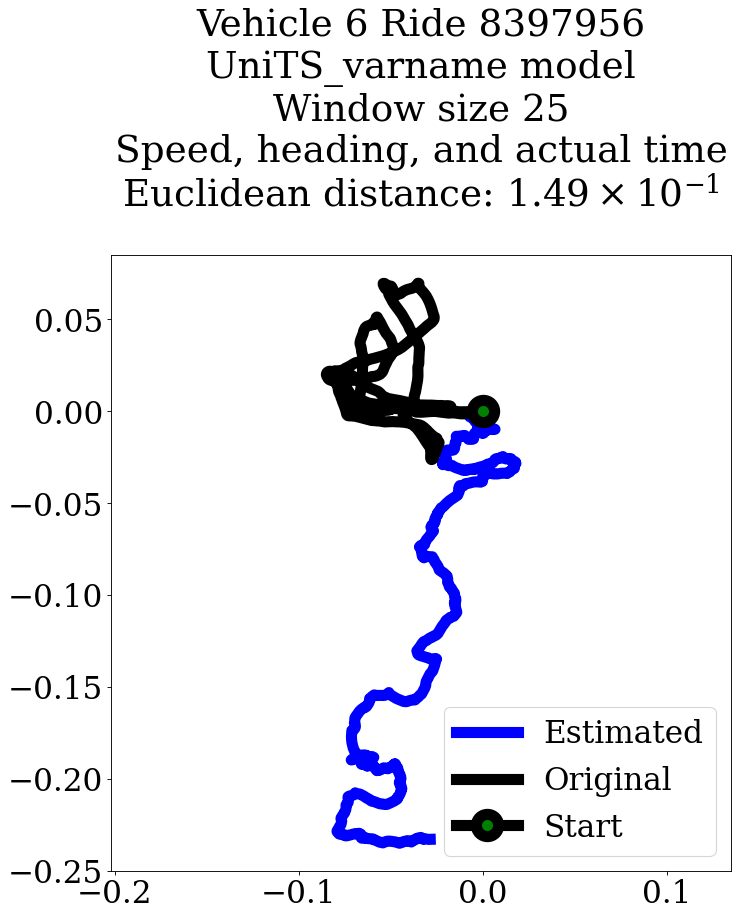 Vehicle 6 Ride 8397956
UniTS_varname model
Window size 25
Speed, heading, and actual time
Euclidean distance: 1.49 × 10⁻¹
0.05
0.00
−0.05
−0.10
−0.15
−0.20
−0.25
−0.2
−0.1
0.0
0.1
Estimated
Original
Start